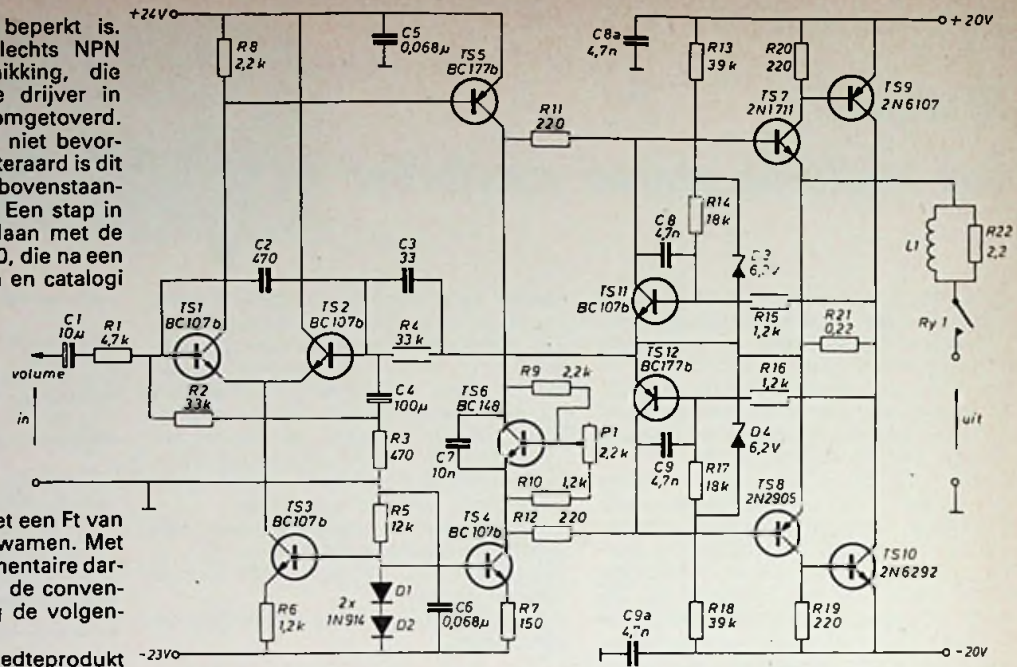 beperkt is.
lechts NPN
ikking, die
e drijver in
omgetoverd.
niet bevor-
teraard is dit
bovenstaan-
Een stap in
laan met de
0, die na een
en catalogi
et een Ft van
wamen. Met
mentaire dar-
de conven-
de volgen-
edteprodukt
+24V
R8
2,2k
C5
0,068µ
TS5
BC177b
C8a
4,7n
R13
39k
R20
220
+20V
TS9
2N6107
TS7
2N1711
R11
220
C8
4,7n
R14
18k
D3
L1
R22
2,2
C2
470
C3
33
TS1
BC107b
TS2
BC107b
R4
33k
TS11
BC107b
R15
1,2k
R21
0,22
Ry 1
C1
10µ
R1
4,7k
volume
in
R2
33k
C4
100µ
TS6
BC148
R9
2,2k
P1
2,2k
TS12
BC177b
R16
1,2k
D4
6,2V
uit
R3
470
C7
10n
R10
1,2k
C9
4,7n
R17
18k
TS8
2N2905
R5
12k
TS4
BC107b
R12
220
TS3
BC107b
TS10
2N6292
D1
2x
1N914
D2
C6
0,068µ
R7
150
R6
1,2k
C9a
R18
39k
R19
220
-23V
-20V